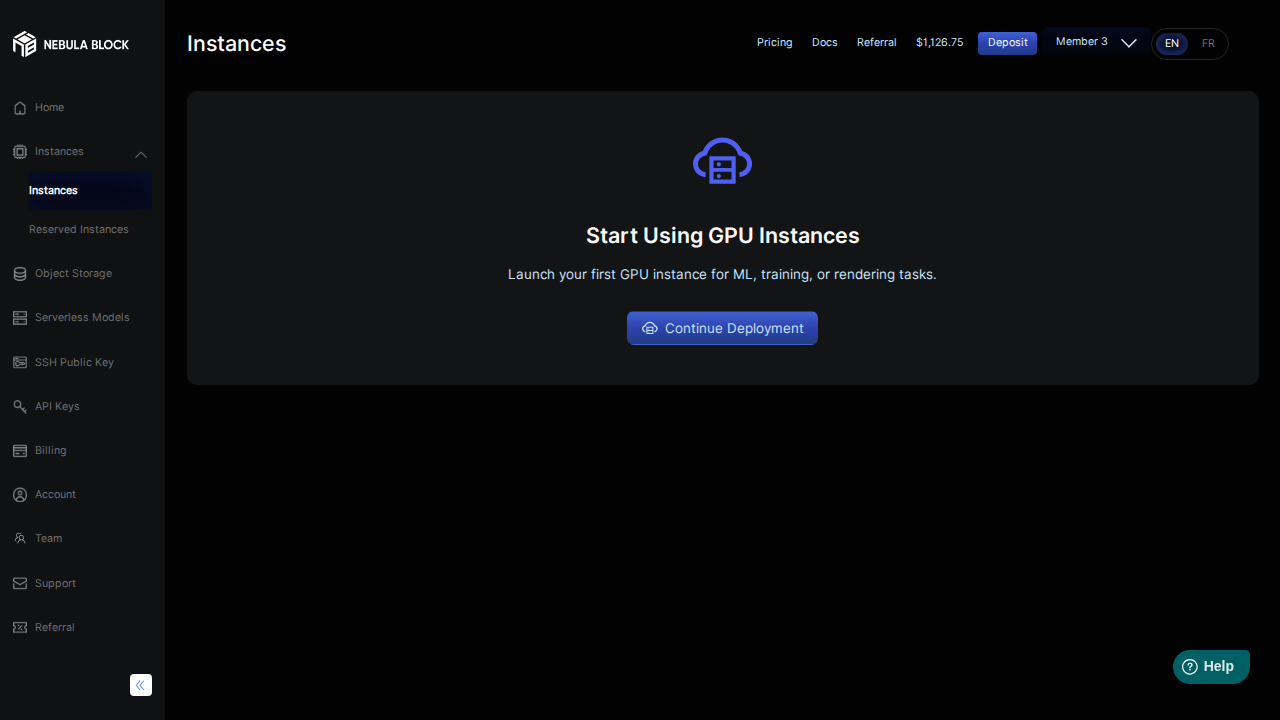 NEBULA BLOCK
Instances
Pricing
Docs
Referral
$1,126.75
Deposit
Member 3
EN
FR
Home
Instances
Instances
Reserved Instances
Object Storage
Serverless Models
SSH Public Key
API Keys
Billing
Account
Team
Support
Referral
Start Using GPU Instances
Launch your first GPU instance for ML, training, or rendering tasks.
Continue Deployment
Help